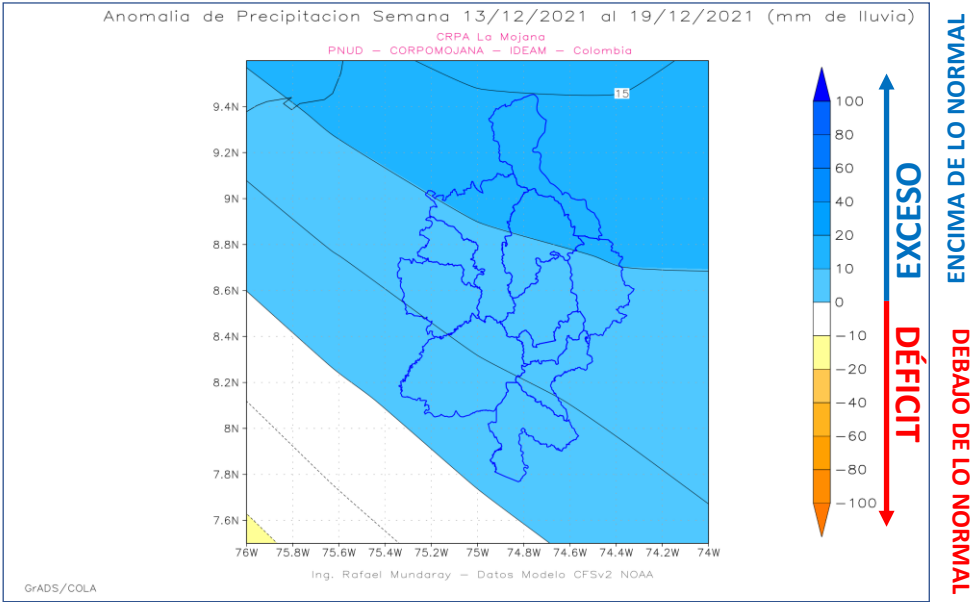 Anomalia de Precipitacion Semana 13/12/2021 al 19/12/2021 (mm de lluvia)
CRPA La Mojana
PNUD – CORPOMOJANA – IDEAM – Colombia
15
9.4N
9.2N
9N
8.8N
8.6N
8.4N
8.2N
8N
7.8N
7.6N
76W 75.8W 75.6W 75.4W 75.2W 75W 74.8W 74.6W 74.4W 74.2W 74W
Ing. Rafael Mundaray – Datos Modelo CFSv2 NOAA
GrADS/COLA
100
80
60
40
20
10
0
−10
−20
−40
−60
−80
−100
EXCESO
DÉFICIT
ENCIMA DE LO NORMAL
DEBAJO DE LO NORMAL